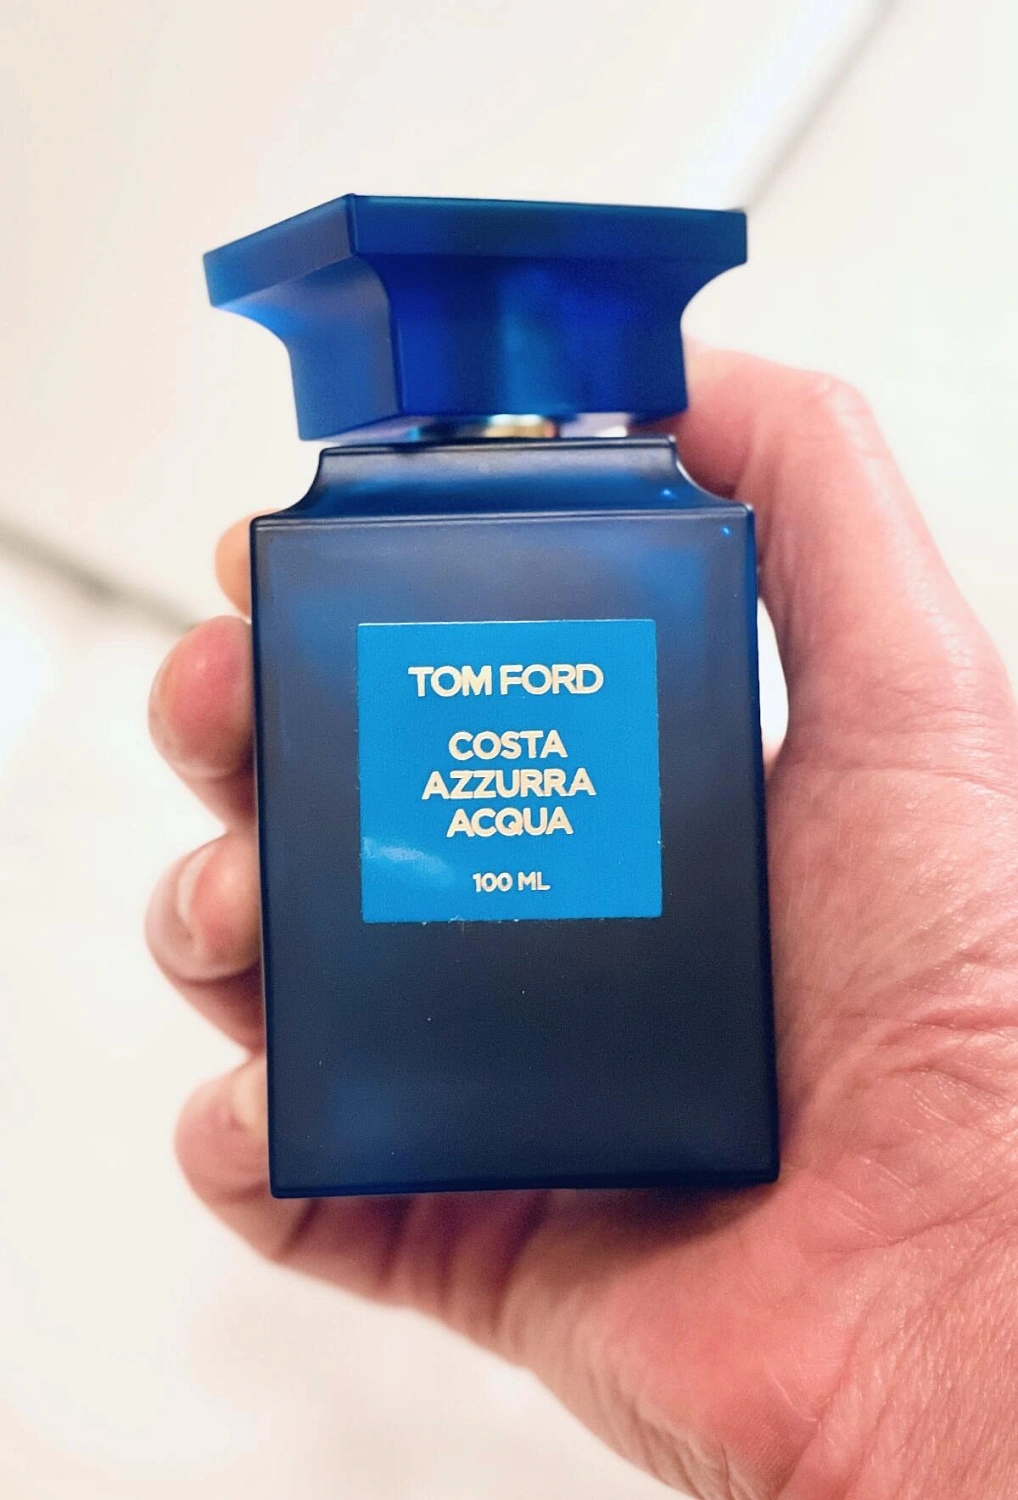 TOM FORD
COSTA
AZZURRA
ACQUA
100 ML